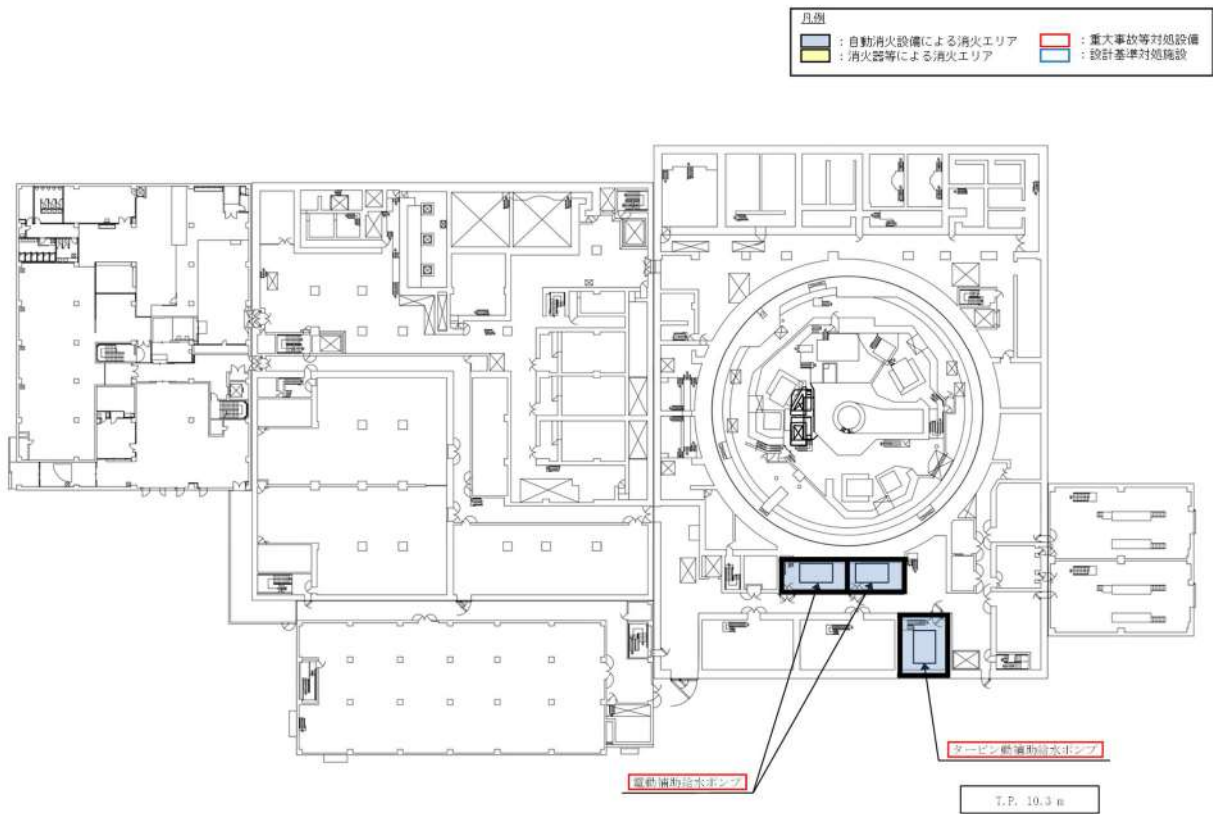 凡例
：自動消火設備による消火エリア
：重大事故等対処設備
：消火器等による消火エリア
：設計基準対処施設
タービン動補助給水ポンプ
電動補助給水ポンプ
T.P. 10.3 m